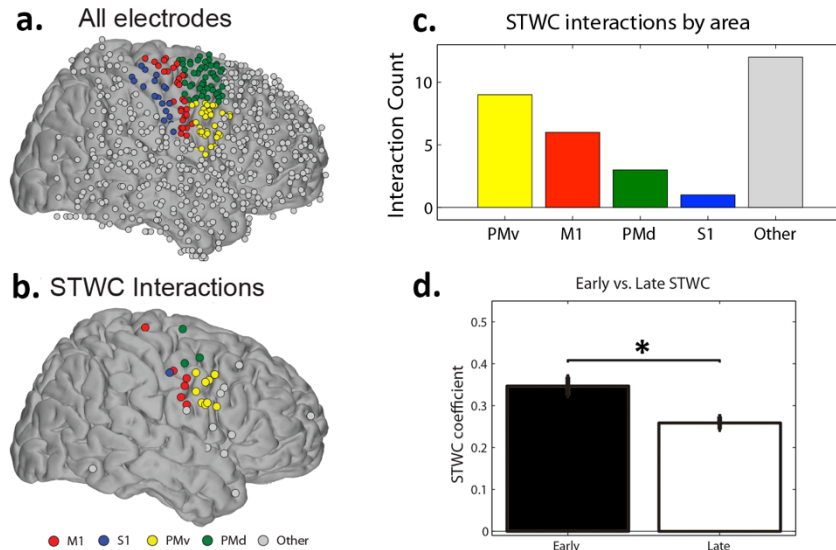 a. All electrodes
b. STWC Interactions
M1 S1 PMv PMd Other
c. STWC interactions by area
Interaction Count
10
5
0
PMv M1 PMd S1 Other
d. Early vs. Late STWC
STWC coefficient
0.5
0.4
0.3
0.2
0.1
0
*
Early Late